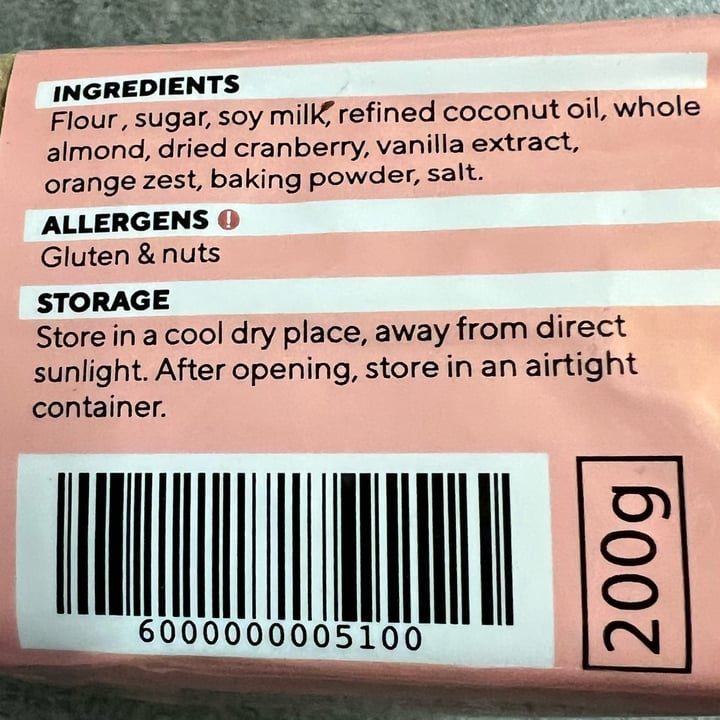 INGREDIENTS
Flour, sugar, soy milk, refined coconut oil, whole
almond, dried cranberry, vanilla extract,
orange zest, baking powder, salt.
ALLERGENS !
Gluten & nuts
STORAGE
Store in a cool dry place, away from direct
sunlight. After opening, store in an airtight
container.
6000000005100
200g